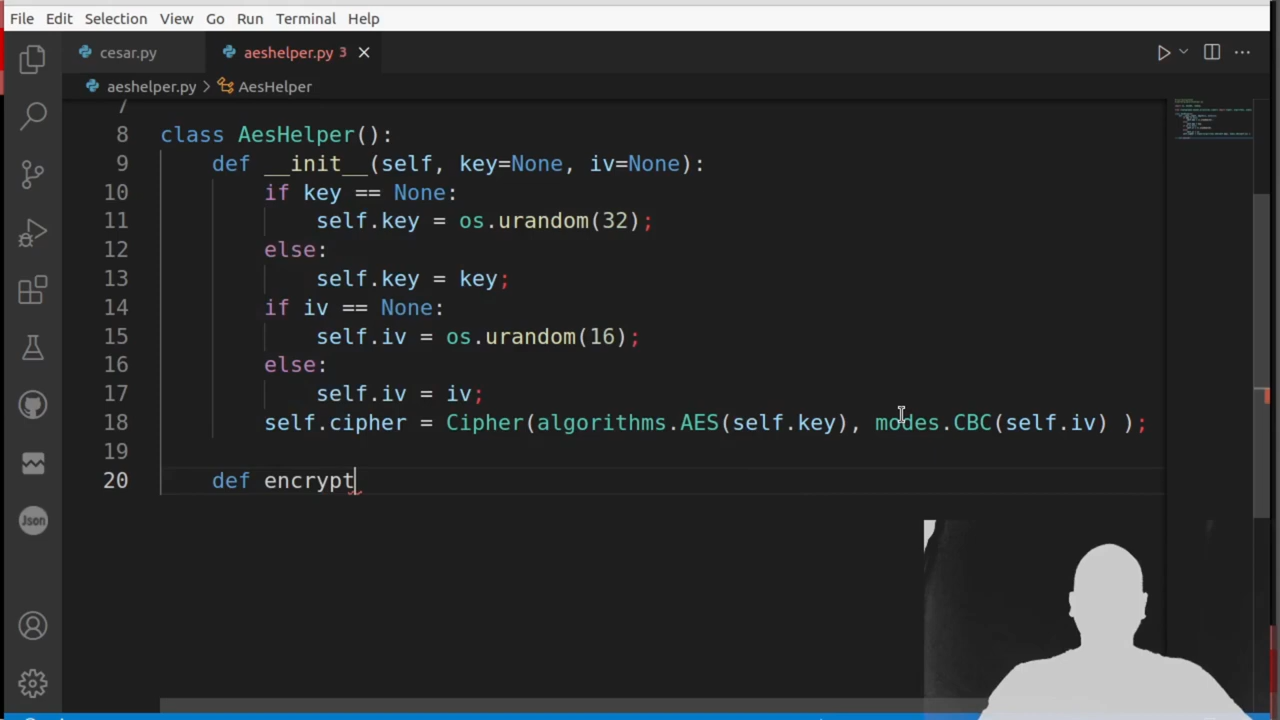 File Edit Selection View Go Run Terminal Help
cesar.py aeshelper.py 3
aeshelper.py > AesHelper
7
8 class AesHelper():
9 def __init__(self, key=None, iv=None):
10 if key == None:
11 self.key = os.urandom(32);
12 else:
13 self.key = key;
14 if iv == None:
15 self.iv = os.urandom(16);
16 else:
17 self.iv = iv;
18 self.cipher = Cipher(algorithms.AES(self.key), modes.CBC(self.iv) );
19
20 def encrypt
Json